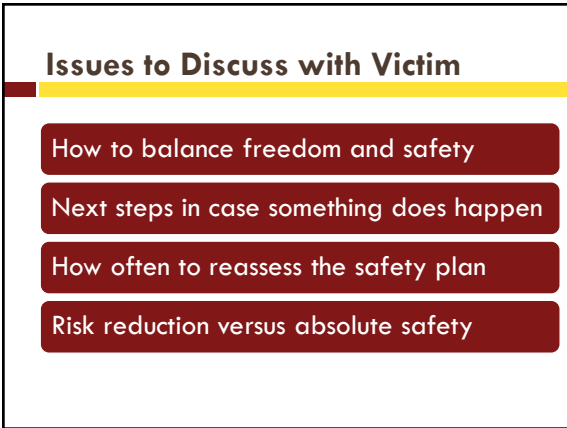 Issues to Discuss with Victim
How to balance freedom and safety
Next steps in case something does happen
How often to reassess the safety plan
Risk reduction versus absolute safety